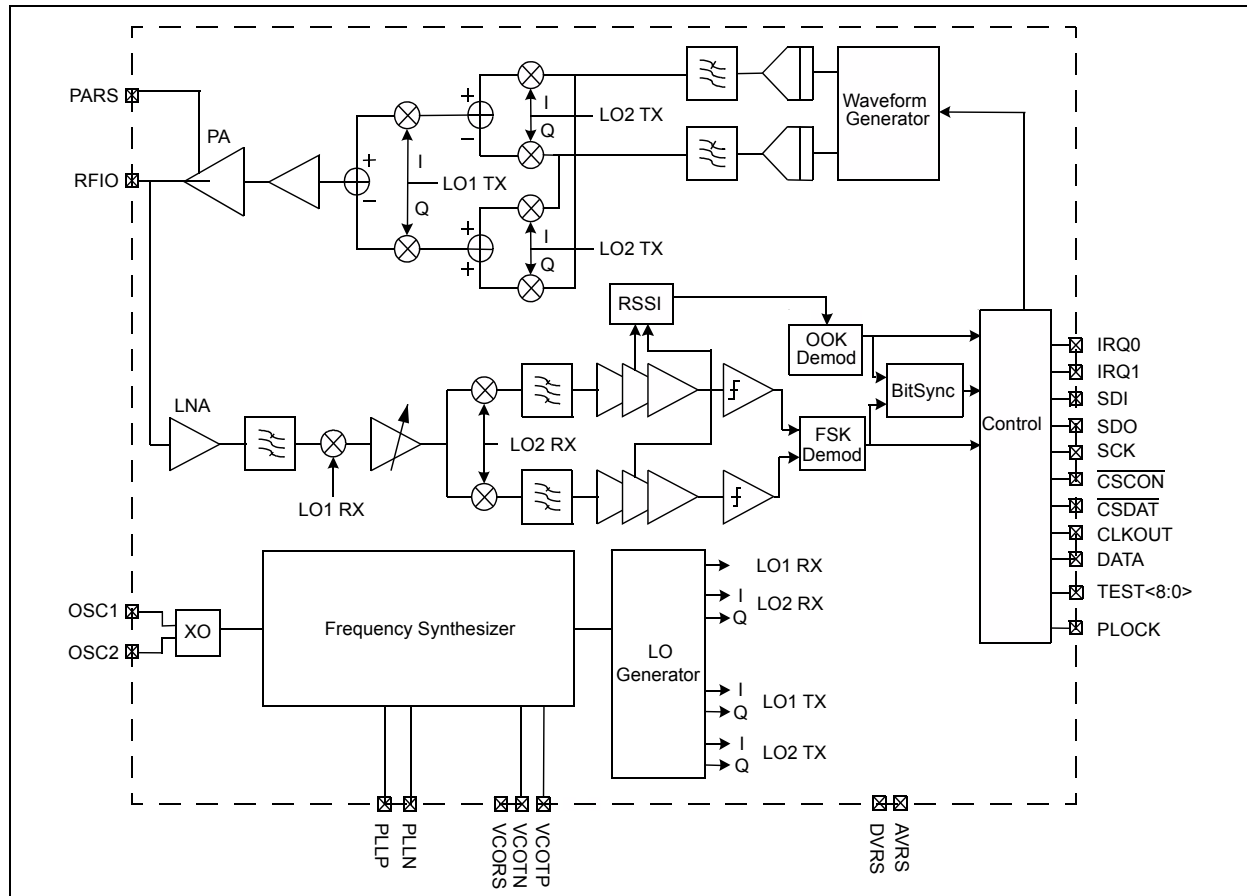 PARS
PA
RFIO
+
−
I
LO1 TX
Q
+
−
I
LO2 TX
Q
+
+
I
LO2 TX
Q
Waveform
Generator
RSSI
OOK
Demod
BitSync
FSK
Demod
Control
LNA
LO1 RX
LO2 RX
IRQ0
IRQ1
SDI
SDO
SCK
CSCON
CSDAT
CLKOUT
DATA
TEST<8:0>
PLOCK
OSC1
OSC2
XO
Frequency Synthesizer
LO
Generator
LO1 RX
I
LO2 RX
Q
I
LO1 TX
Q
I
LO2 TX
Q
PLLP
PLLN
VCORS
VCOTN
VCOTP
DVRS
AVRS